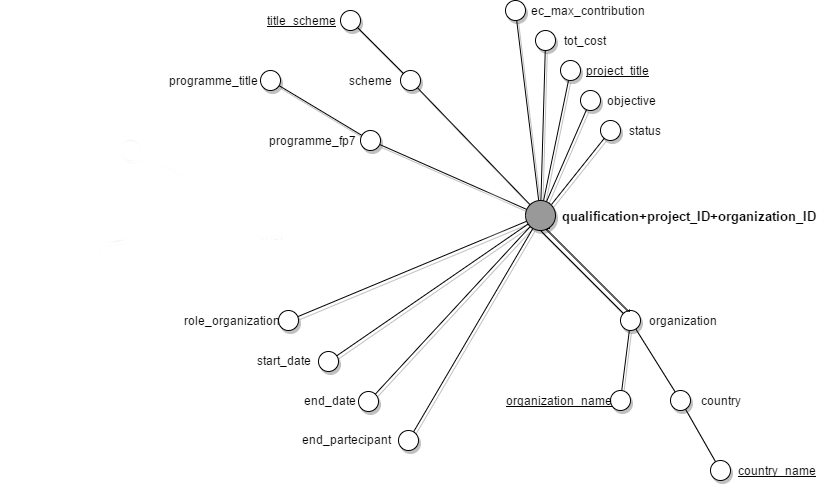 ec_max_contribution
title_scheme
tot_cost
project_title
programme_title
scheme
objective
status
programme_fp7
qualification+project_ID+organization_ID
role_organization
organization
start_date
end_date
organization_name
country
end_partecipant
country_name